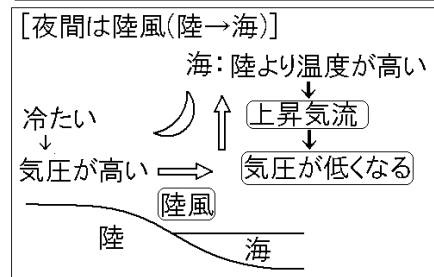 [夜間は陸風(陸→海)]
海：陸より温度が高い
↓
上昇気流
冷たい
↓
↓
気圧が高い ⇨ 気圧が低くなる
陸風
陸
海